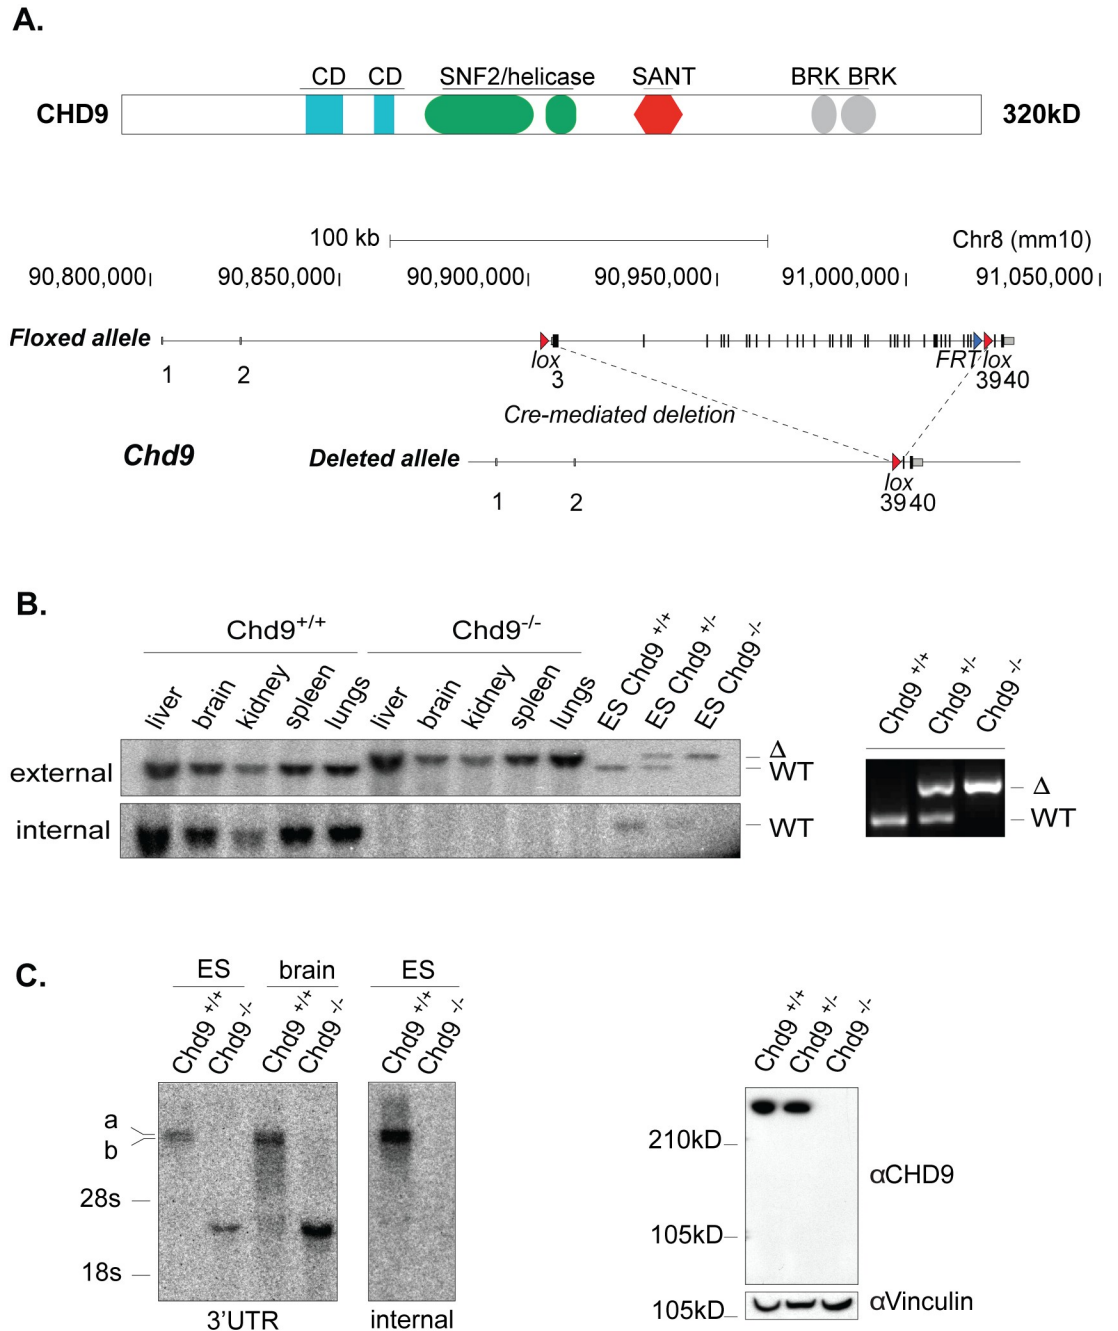 A.
CD CD SNF2/helicase SANT BRK BRK
CHD9 320kD
100 kb Chr8 (mm10)
90,800,000 90,850,000 90,900,000 90,950,000 91,000,000 91,050,000
Floxed allele
lox FRT lox
1 2 3 39 40
Cre-mediated deletion
Chd9 Deleted allele
lox
1 2 39 40
B.
Chd9+/+ Chd9-/- ES Chd9 +/+ ES Chd9 +/- ES Chd9 -/-
liver brain kidney spleen lungs liver brain kidney spleen lungs
external Δ
WT
internal WT
Chd9 +/+ Chd9 +/- Chd9 -/-
Δ
WT
C.
ES brain ES
Chd9 +/+ Chd9 -/- Chd9 +/+ Chd9 -/- Chd9 +/+ Chd9 -/-
a
b
28s
18s
3'UTR internal
Chd9 +/+ Chd9 +/- Chd9 -/-
210kD
αCHD9
105kD
105kD αVinculin